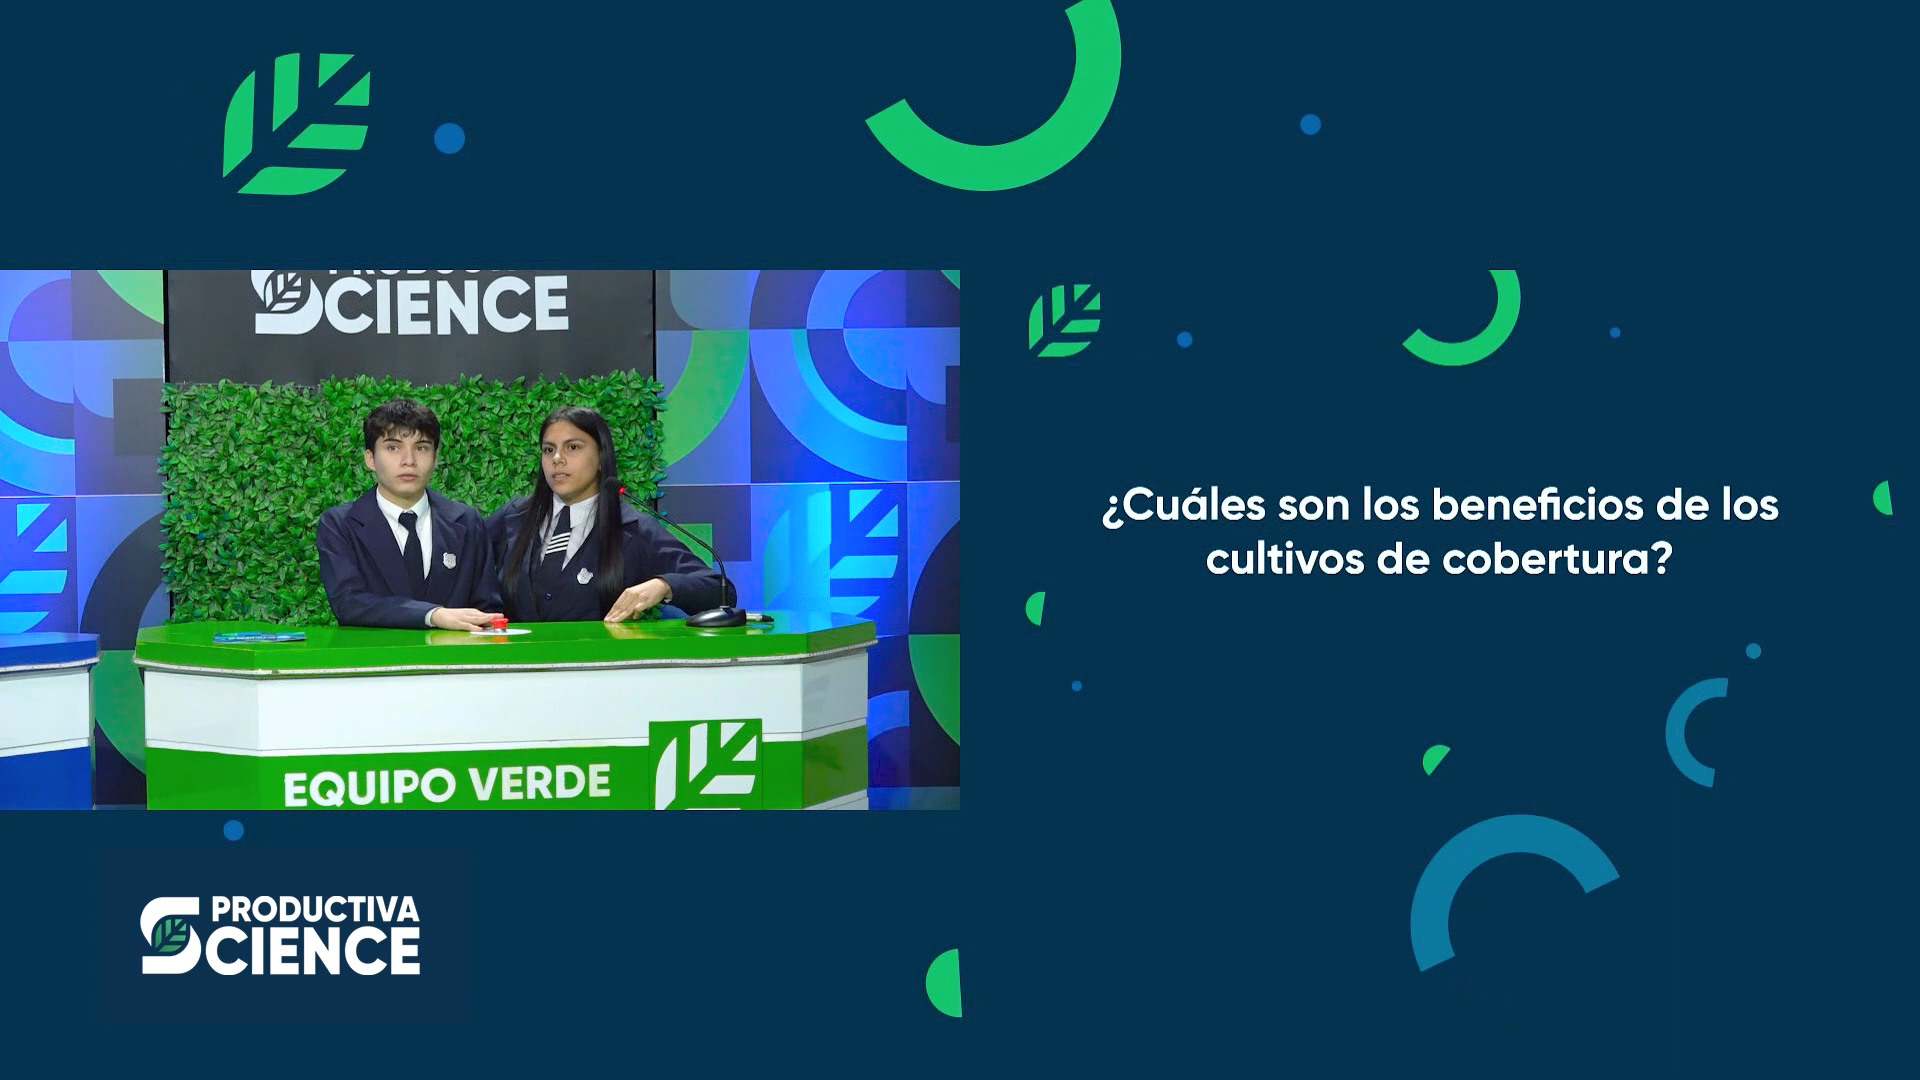 SCIENCE
¿Cuáles son los beneficios de los
cultivos de cobertura?
EQUIPO VERDE
PRODUCTIVA
SCIENCE